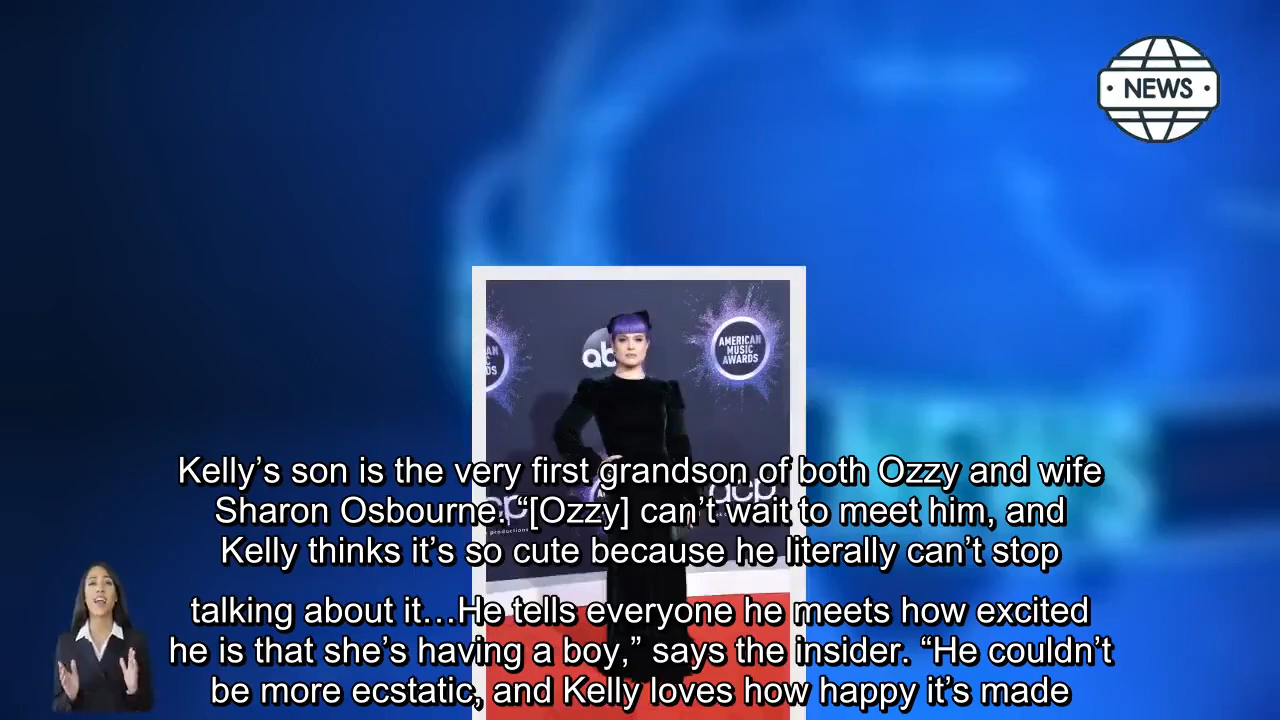 • NEWS •
AMERICAN
MUSIC
AWARDS
abc
Kelly’s son is the very first grandson of both Ozzy and wife
Sharon Osbourne. “[Ozzy] can’t wait to meet him, and
Kelly thinks it’s so cute because he literally can’t stop
talking about it…He tells everyone he meets how excited
he is that she’s having a boy,” says the insider. “He couldn’t
be more ecstatic, and Kelly loves how happy it’s made